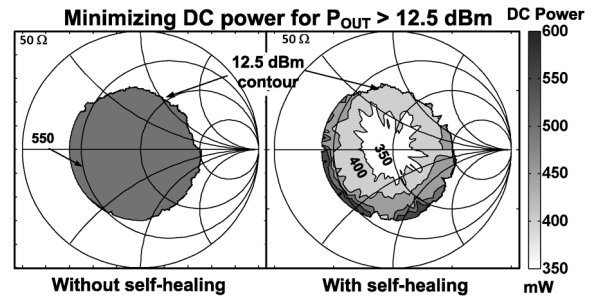 Minimizing DC power for POUT > 12.5 dBm
DC Power
50 Ω
12.5 dBm
contour
550
50 Ω
350
400
600
550
500
450
400
350
mW
Without self-healing
With self-healing